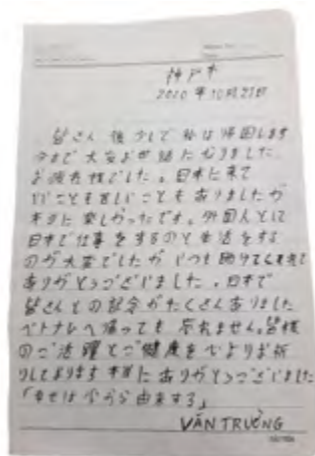 神戸市
2020年10月27日
皆さん 後少しで私は帰国します
今まで大変お世話になりました
お疲れ様でした。日本に来て
いいことも苦しいこともありましたが
本当に楽しかったです。外国人として
日本で仕事をするのと生活をする
のが大変でしたがいつも助けてくれて
ありがとうございました。日本で
皆さんとの記念がたくさんありました
ベトナムへ帰っても忘れません。皆様
のご活躍とご健康を心よりお祈
りしております 本当にありがとうございました
「幸せは今から由来する」
VĂN TRƯỜNG